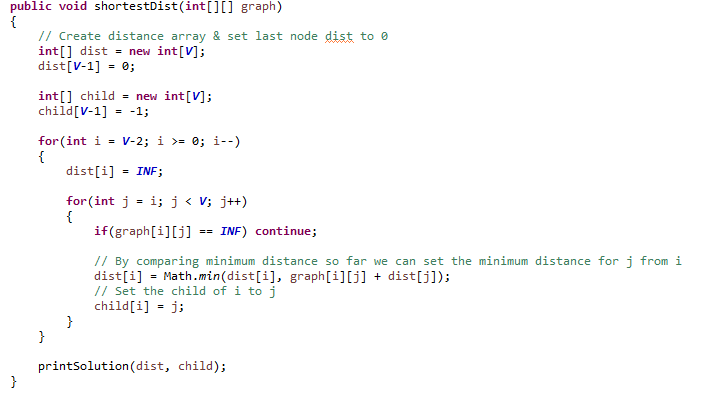 public void shortestDist(int[][] graph)
{
// Create distance array & set last node dist to 0
int[] dist = new int[V];
dist[V-1] = 0;
int[] child = new int[V];
child[V-1] = -1;
for(int i = V-2; i >= 0; i--)
{
dist[i] = INF;
for(int j = i; j < V; j++)
{
if(graph[i][j] == INF) continue;
// By comparing minimum distance so far we can set the minimum distance for j from i
dist[i] = Math.min(dist[i], graph[i][j] + dist[j]);
// Set the child of i to j
child[i] = j;
}
}
printSolution(dist, child);
}